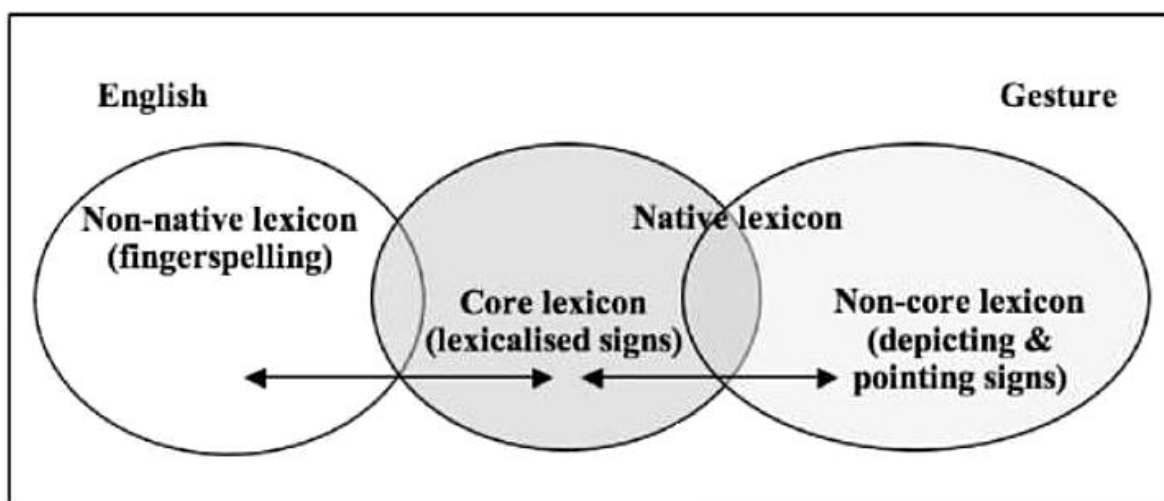 English
Gesture
Non-native lexicon
(fingerspelling)
Native lexicon
Core lexicon
(lexicalised signs)
Non-core lexicon
(depicting &
pointing signs)